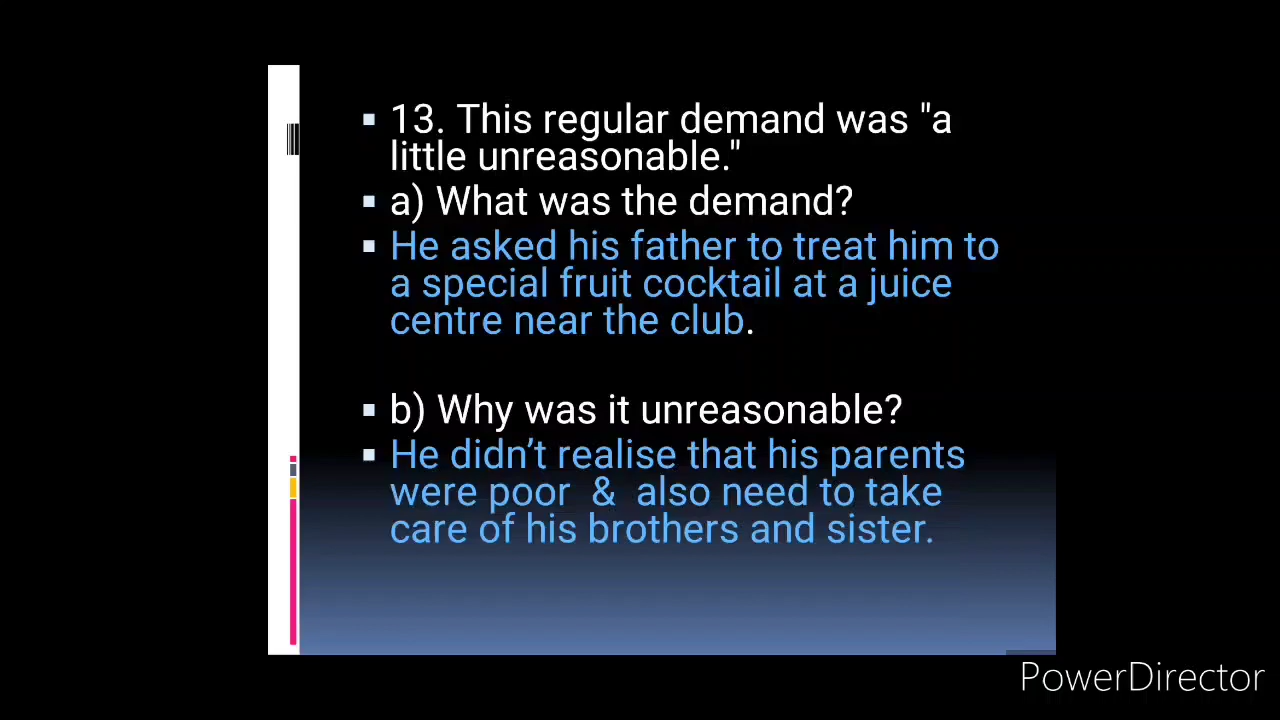 13. This regular demand was "a
little unreasonable."
a) What was the demand?
He asked his father to treat him to
a special fruit cocktail at a juice
centre near the club.
b) Why was it unreasonable?
He didn’t realise that his parents
were poor & also need to take
care of his brothers and sister.
PowerDirector